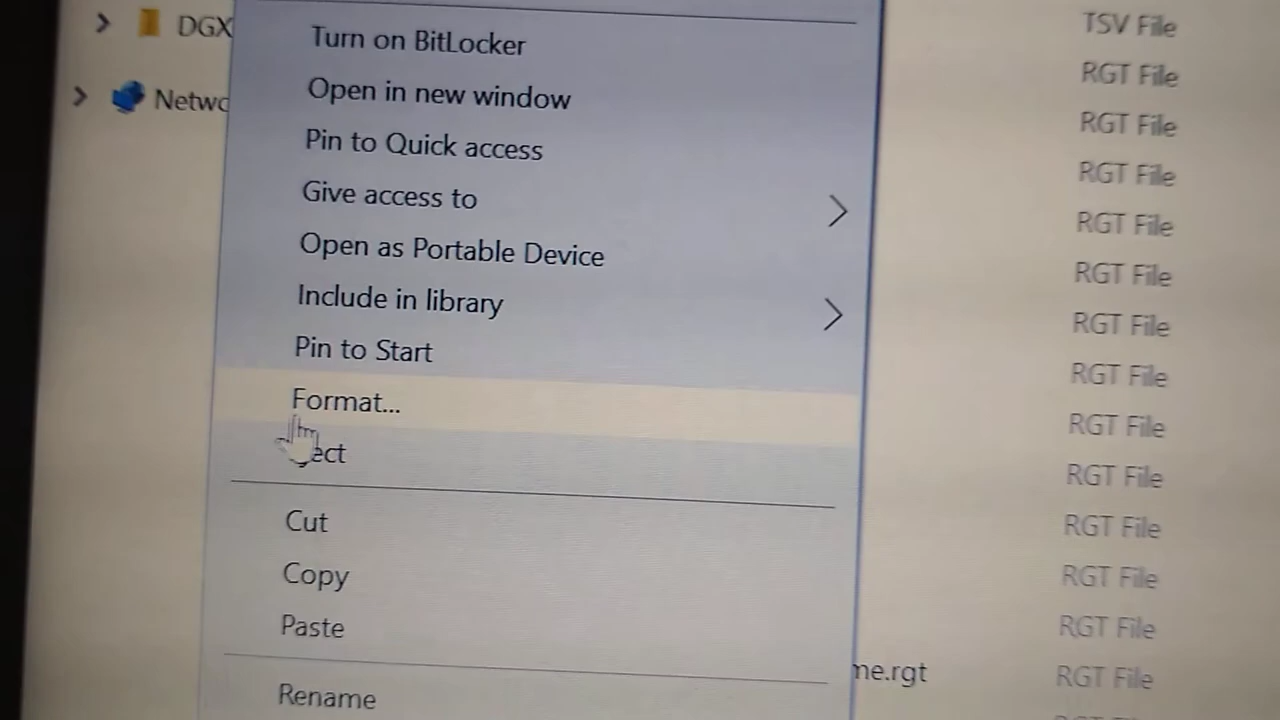 DGX
Netwo
Turn on BitLocker
Open in new window
Pin to Quick access
Give access to
Open as Portable Device
Include in library
Pin to Start
Format...
ect
Cut
Copy
Paste
Rename
TSV File
RGT File
RGT File
RGT File
RGT File
RGT File
RGT File
RGT File
RGT File
RGT File
RGT File
RGT File
RGT File
me.rgt
RGT File